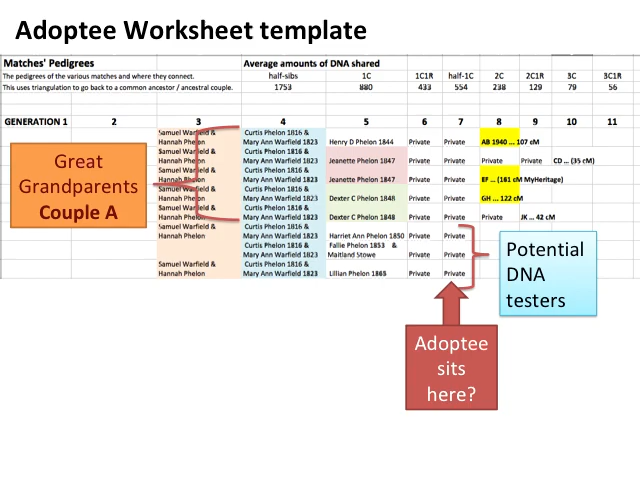 Adoptee Worksheet template
Matches' Pedigrees Average amounts of DNA shared
The pedigrees of the various matches and where they connect. half-sibs 1C 1C1R half-1C 2C 2C1R 3C 3C1R
This uses triangulation to go back to a common ancestor / ancestral couple. 1753 880 433 554 238 129 79 56
GENERATION 1 2 3 4 5 6 7 8 9 10 11
Samuel Warfield & Curtis Phelon 1816 &
Hannah Phelon Mary Ann Warfield 1823 Henry D Phelon 1844 Private Private AB 1940 ... 107 cM
Samuel Warfield & Curtis Phelon 1816 &
Hannah Phelon Mary Ann Warfield 1823 Jeanette Phelon 1847 Private Private Private Private CD ... (35 cM)
Samuel Warfield & Curtis Phelon 1816 &
Hannah Phelon Mary Ann Warfield 1823 Jeanette Phelon 1847 Private Private EF ... (161 cM MyHeritage)
Samuel Warfield & Curtis Phelon 1816 &
Hannah Phelon Mary Ann Warfield 1823 Dexter C Phelon 1848 Private Private GH ... 122 cM
Samuel Warfield & Curtis Phelon 1816 &
Hannah Phelon Mary Ann Warfield 1823 Dexter C Phelon 1848 Private Private Private JK ... 42 cM
Samuel Warfield & Curtis Phelon 1816 &
Hannah Phelon Mary Ann Warfield 1823 Harriet Ann Phelon 1850 Private Private
Curtis Phelon 1816 & Fallie Phelon 1853 &
Mary Ann Warfield 1823 Maitland Stowe Private Private
Samuel Warfield & Curtis Phelon 1816 &
Hannah Phelon Mary Ann Warfield 1823 Lillian Phelon 1865 Private Private
Great
Grandparents
Couple A
Potential
DNA
testers
Adoptee
sits
here?